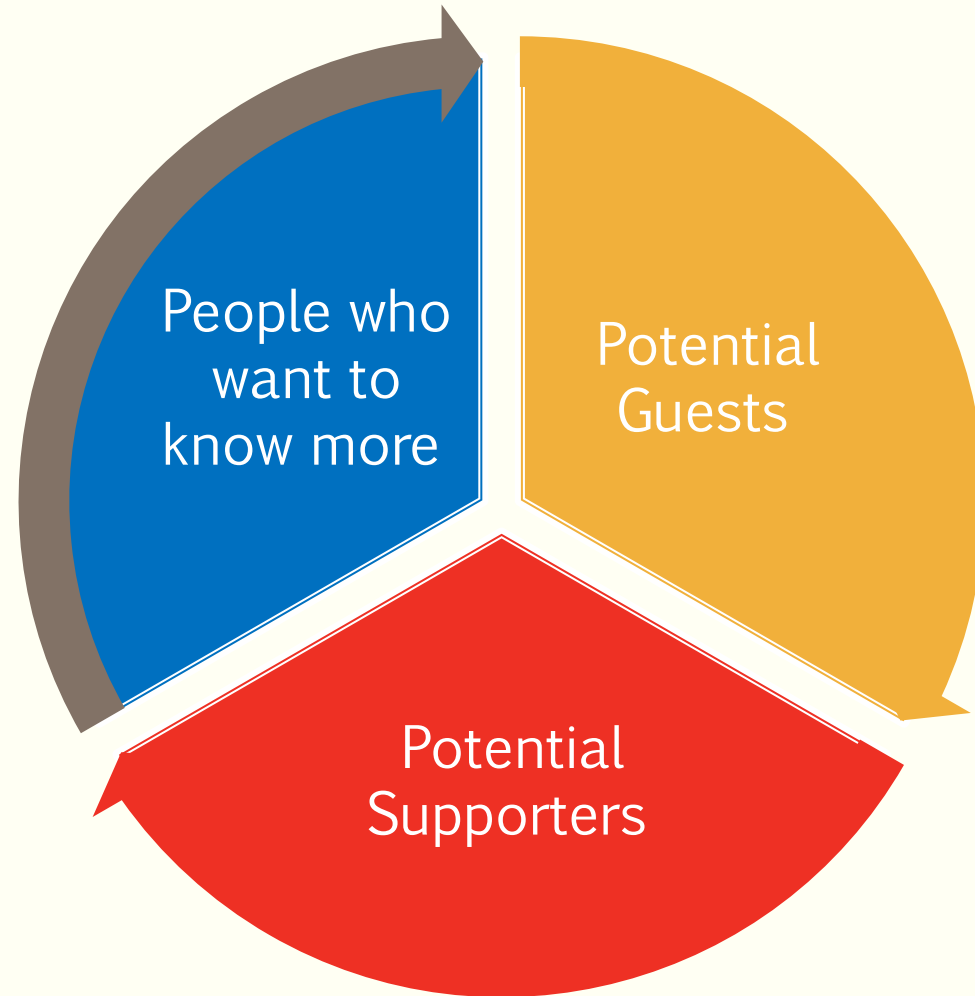 People who
want to
know more
Potential
Guests
Potential
Supporters